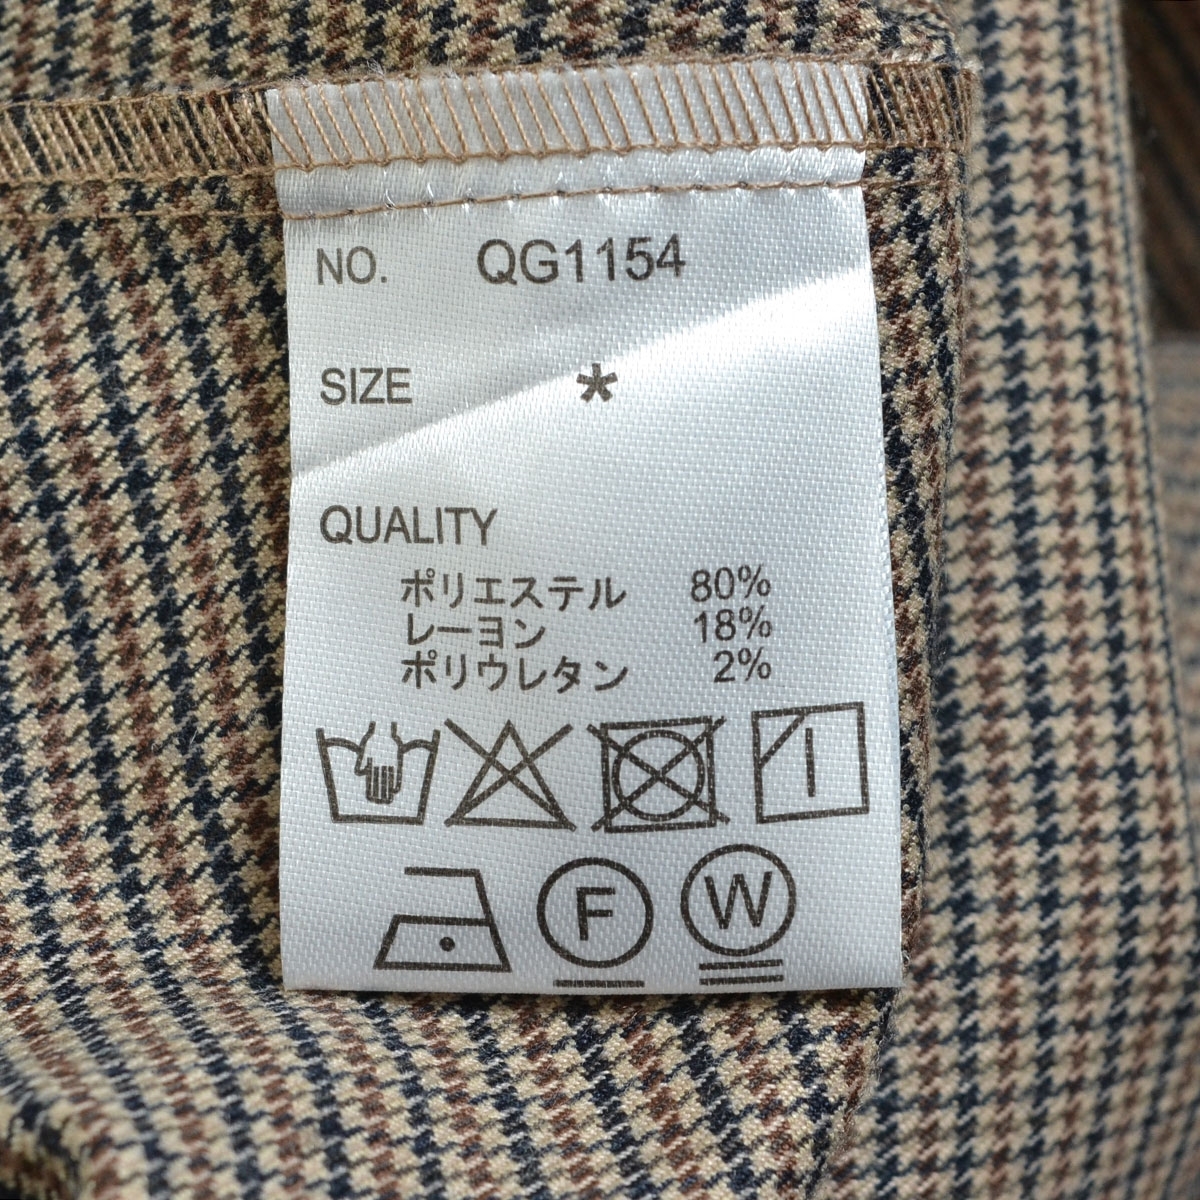 NO. QG1154
SIZE *
QUALITY
ポリエステル 80%
レーヨン 18%
ポリウレタン 2%
F W